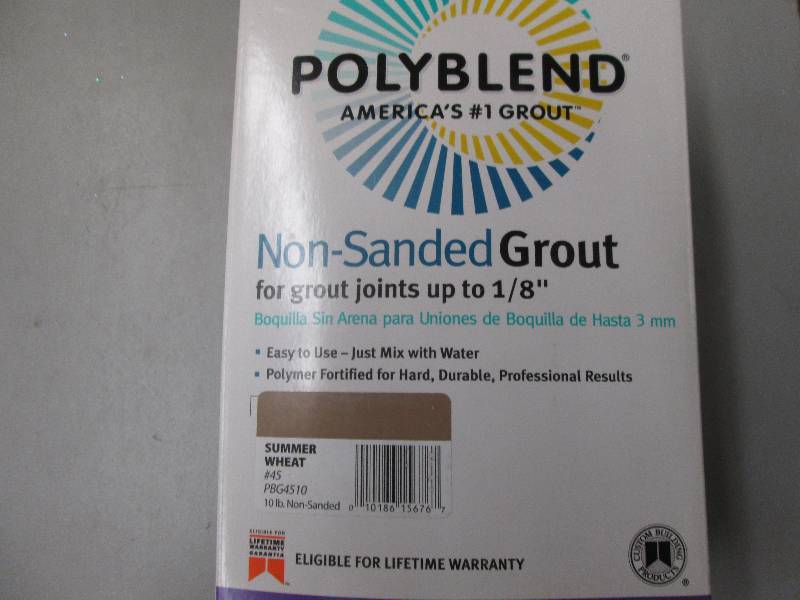 POLYBLEND®
AMERICA'S #1 GROUT™
Non-Sanded Grout
for grout joints up to 1/8"
Boquilla Sin Arena para Uniones de Boquilla de Hasta 3 mm
▪ Easy to Use – Just Mix with Water
▪ Polymer Fortified for Hard, Durable, Professional Results
SUMMER
WHEAT
#45
PBG4510
10 lb. Non-Sanded
0 10186 15676 7
ELIGIBLE FOR
LIFETIME
WARRANTY
GARANTIA
ELIGIBLE FOR LIFETIME WARRANTY
CUSTOM BUILDING PRODUCTS®